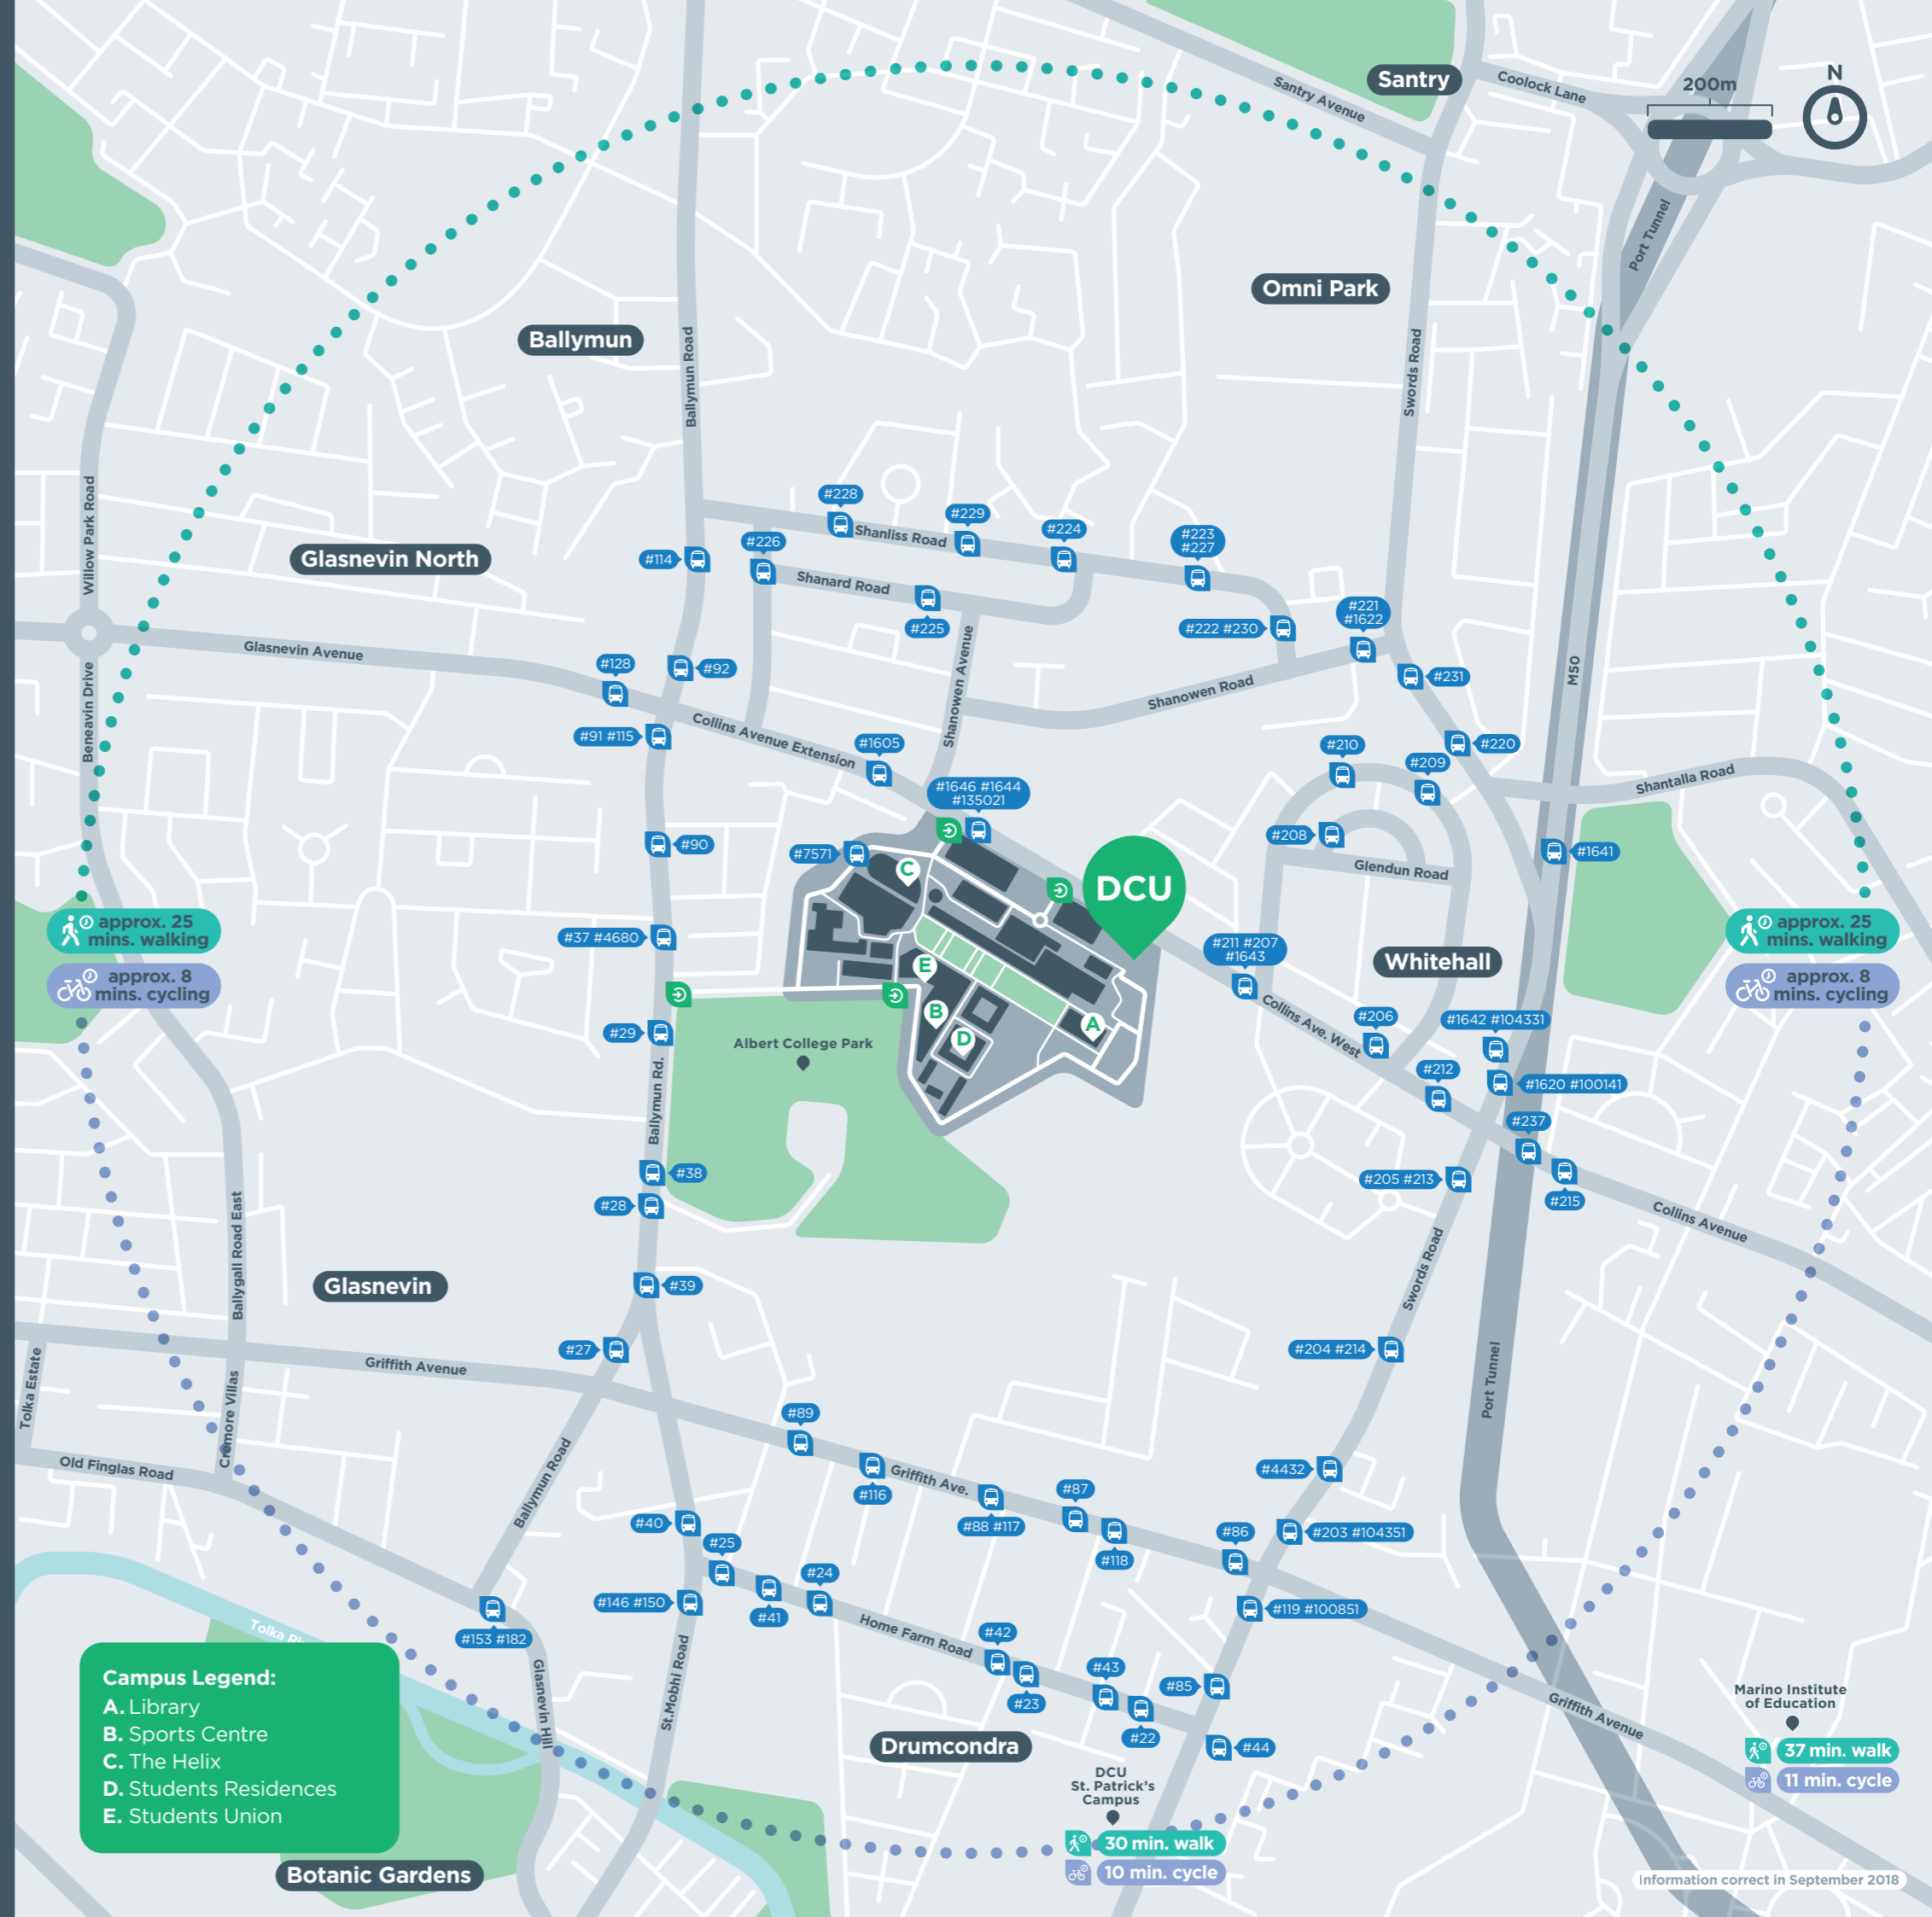 Santry
Coolock Lane
200m
N
Santry Avenue
Port Tunnel
Omni Park
Ballymun
Ballymun Road
Swords Road
Willow Park Road
#228
Shanliss Road
#229
#224
#223
#227
Glasnevin North
#114
#226
Shanard Road
#225
#222 #230
#221
#1622
Glasnevin Avenue
#128
#92
Shanowen Avenue
Shanowen Road
#231
M50
Beneavin Drive
#91 #115
Collins Avenue Extension
#1605
#210
#220
#209
Shantalla Road
#1646 #1644
#135021
#90
#7571
C
DCU
#208
Glendun Road
#1641
approx. 25
mins. walking
approx. 8
mins. cycling
#37 #4680
E
B
D
A
#211 #207
#1643
Whitehall
approx. 25
mins. walking
approx. 8
mins. cycling
#29
Albert College Park
Collins Ave. West
#206
#1642 #104331
#212
#1620 #100141
#237
Ballymun Rd.
#38
#28
#205 #213
#215
Collins Avenue
Ballygall Road East
Glasnevin
#39
Swords Road
#27
#204 #214
Port Tunnel
Griffith Avenue
Tolka Estate
Cremore Villas
Old Finglas Road
Ballymun Road
#89
#116
Griffith Ave.
#88 #117
#87
#118
#4432
#86
#203 #104351
#40
#25
#24
#41
#146 #150
#119 #100851
#153 #182
Home Farm Road
#42
#23
#43
#22
#85
#44
Tolka
Glasnevin Hill
St.Mobhi Road
Drumcondra
Griffith Avenue
Marino Institute
of Education
37 min. walk
11 min. cycle
DCU
St. Patrick's
Campus
30 min. walk
10 min. cycle
Campus Legend:
A. Library
B. Sports Centre
C. The Helix
D. Students Residences
E. Students Union
Botanic Gardens
Information correct in September 2018